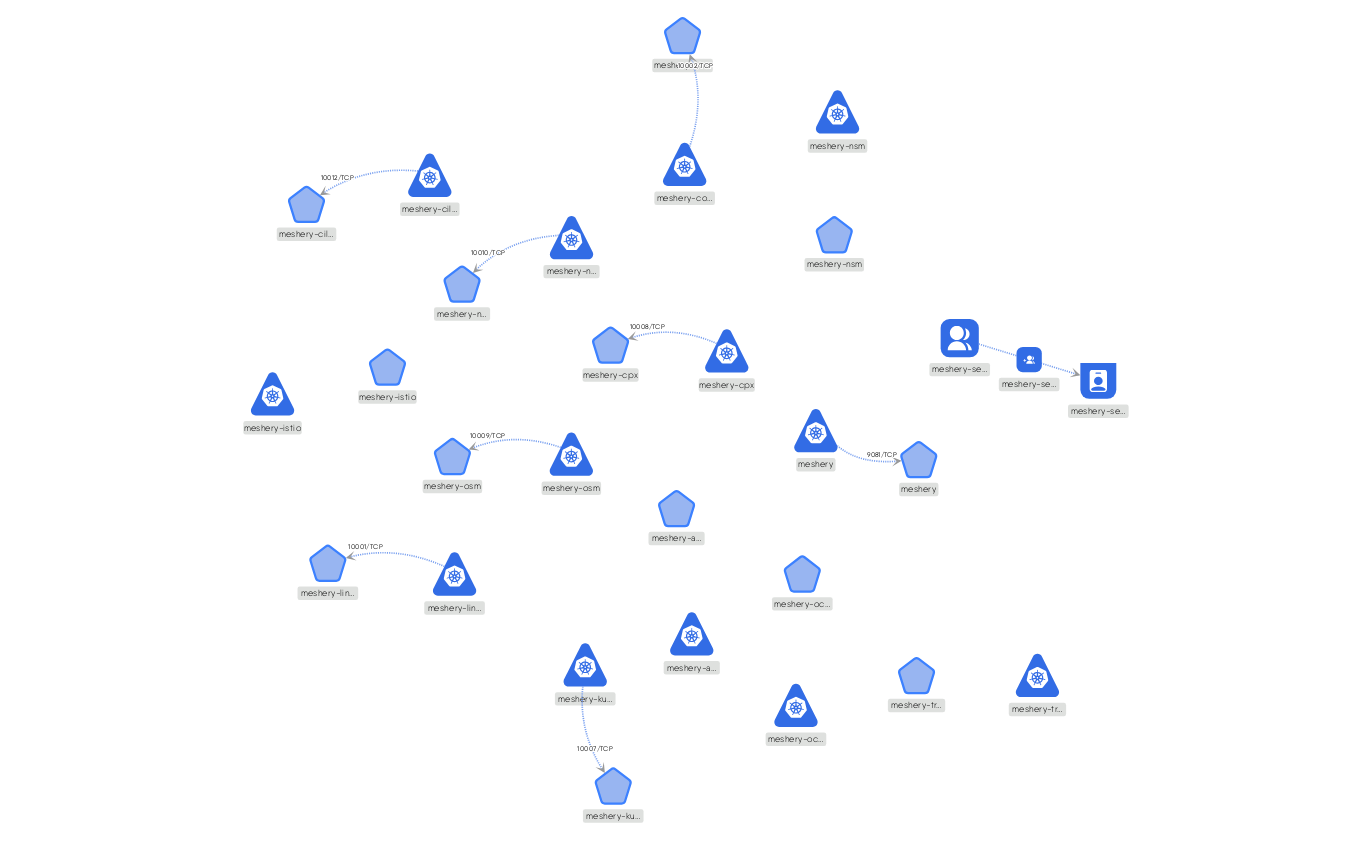 10002/TCP
meshery-nsm
meshery-co...
10012/TCP
meshery-cil...
meshery-cil...
meshery-nsm
10010/TCP
meshery-n...
meshery-n...
10008/TCP
meshery-cpx
meshery-cpx
meshery-se...
meshery-se...
meshery-se...
meshery-istio
meshery-istio
10009/TCP
meshery-osm
meshery-osm
9081/TCP
meshery
meshery
meshery-a...
10001/TCP
meshery-lin...
meshery-lin...
meshery-oc...
meshery-a...
meshery-ku...
meshery-tr...
meshery-tr...
meshery-oc...
10007/TCP
meshery-ku...